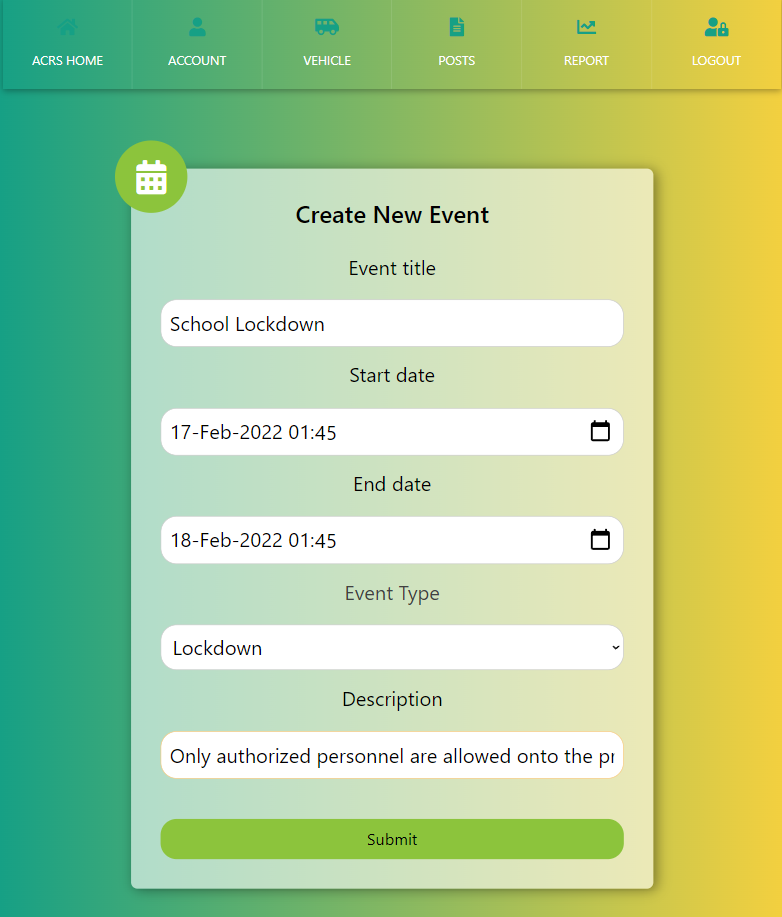 ACRS HOME ACCOUNT VEHICLE POSTS REPORT LOGOUT
Create New Event
Event title
School Lockdown
Start date
17-Feb-2022 01:45
End date
18-Feb-2022 01:45
Event Type
Lockdown
Description
Only authorized personnel are allowed onto the
Submit